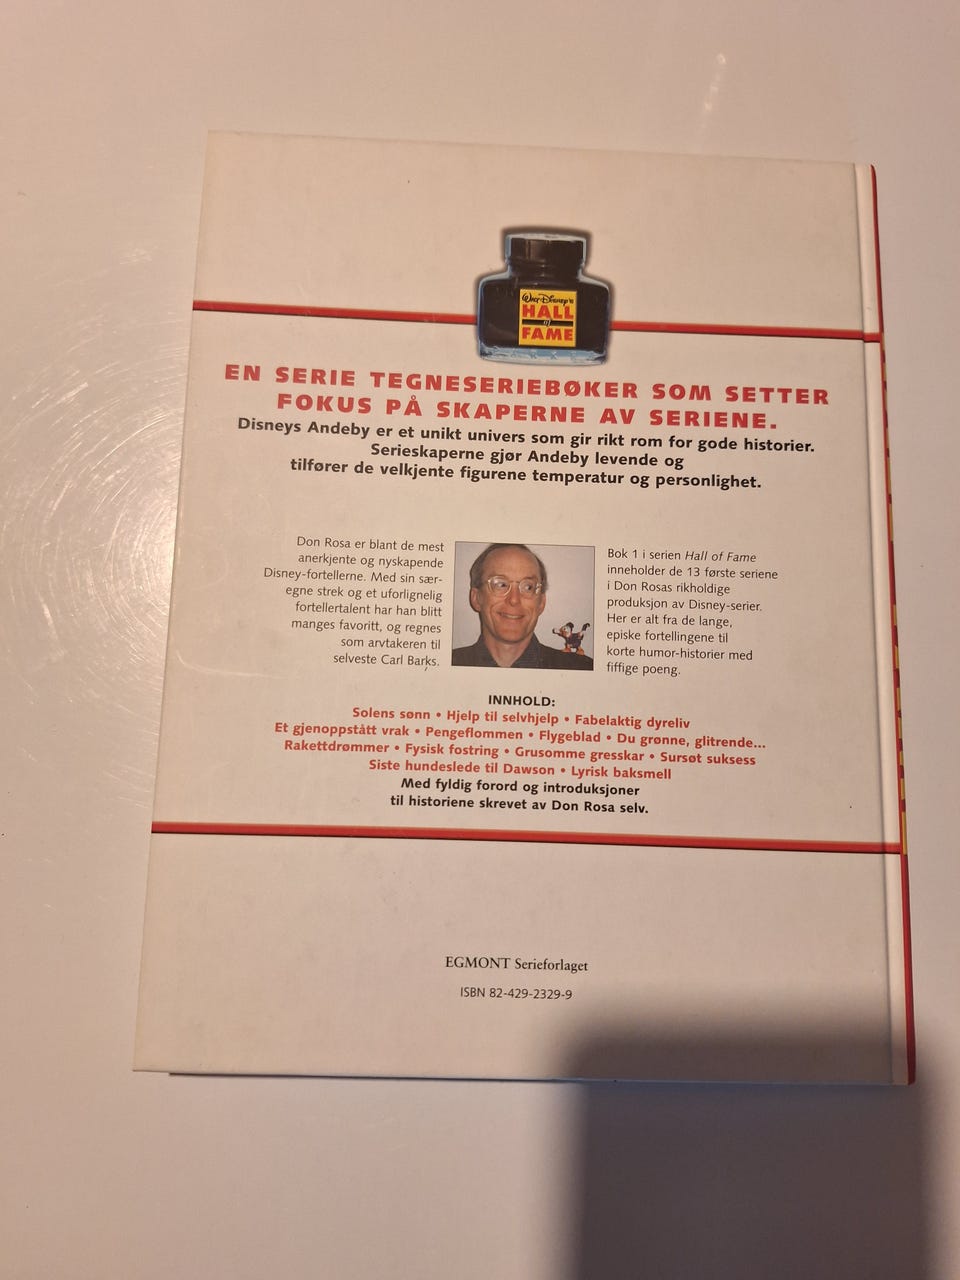 Walt Disney's
HALL
of
FAME
EN SERIE TEGNESERIEBØKER SOM SETTER
FOKUS PÅ SKAPERNE AV SERIENE.
Disneys Andeby er et unikt univers som gir rikt rom for gode historier.
Serieskaperne gjør Andeby levende og
tilfører de velkjente figurene temperatur og personlighet.
Don Rosa er blant de mest
anerkjente og nyskapende
Disney-fortellerne. Med sin sær-
egne strek og et uforlignelig
fortellertalent har han blitt
manges favoritt, og regnes
som arvtakeren til
selveste Carl Barks.
Bok 1 i serien Hall of Fame
inneholder de 13 første seriene
i Don Rosas rikholdige
produksjon av Disney-serier.
Her er alt fra de lange,
episke fortellingene til
korte humor-historier med
fiffige poeng.
INNHOLD:
Solens sønn • Hjelp til selvhjelp • Fabelaktig dyreliv
Et gjenoppstått vrak • Pengeflommen • Flygeblad • Du grønne, glitrende...
Rakettdrømmer • Fysisk fostring • Grusomme gresskar • Sursøt suksess
Siste hundeslede til Dawson • Lyrisk baksmell
Med fyldig forord og introduksjoner
til historiene skrevet av Don Rosa selv.
EGMONT Serieforlaget
ISBN 82-429-2329-9